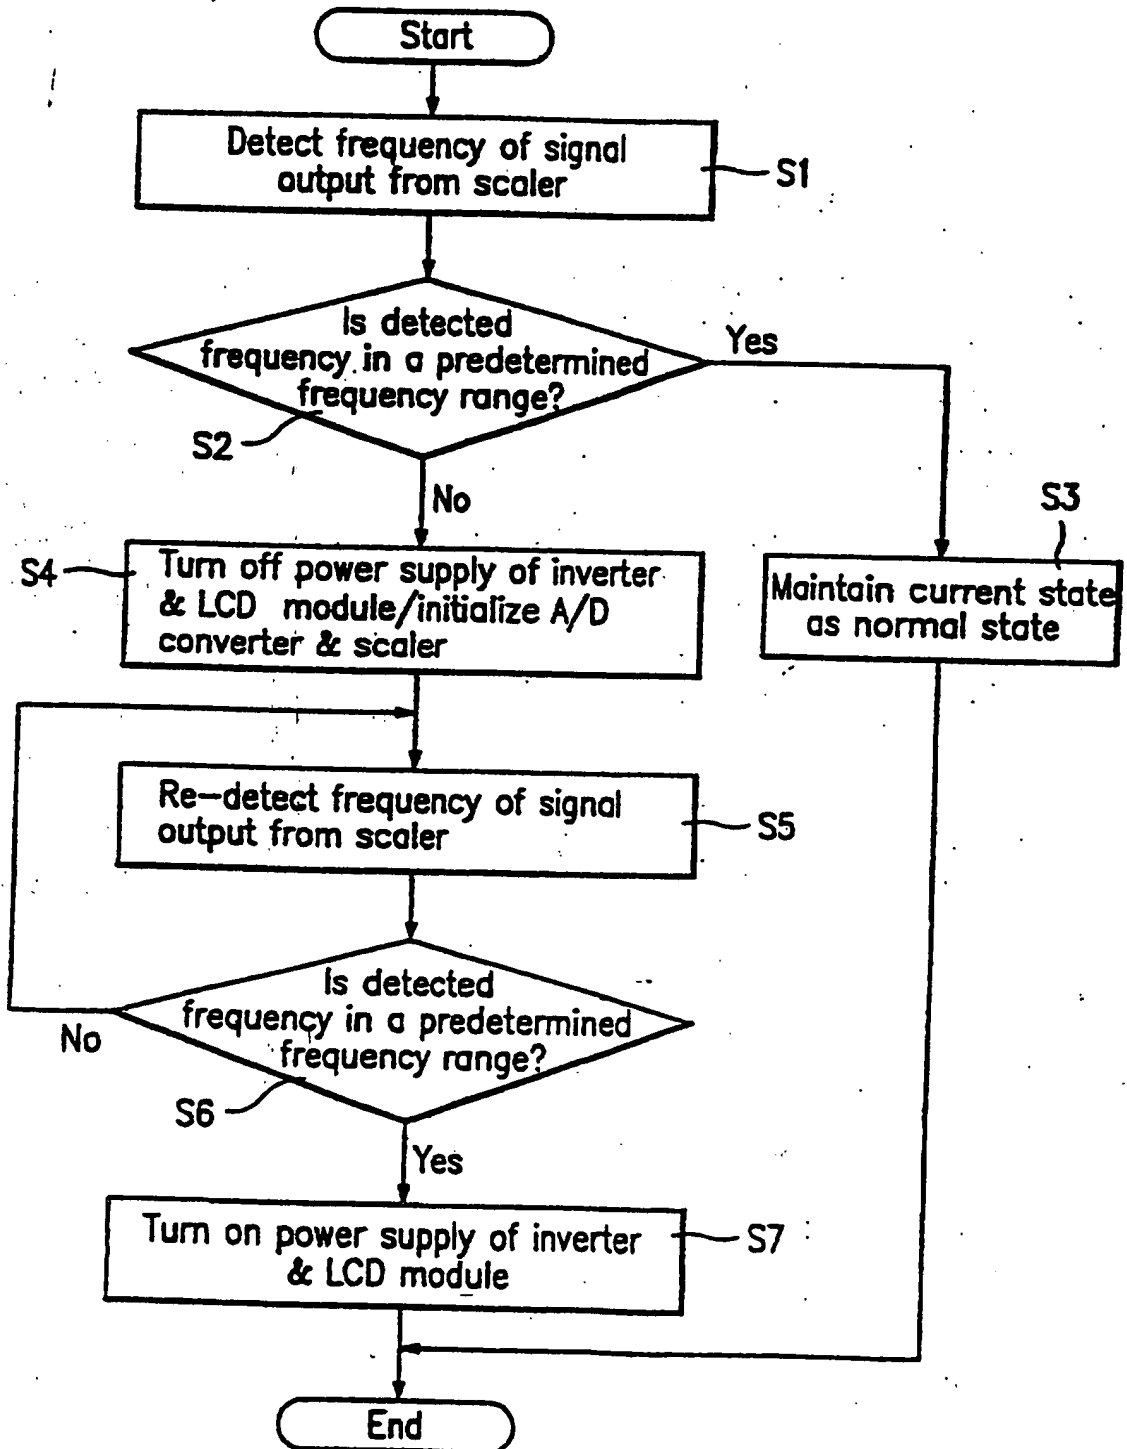 Start
Detect frequency of signal
output from scaler
S1
Is detected
frequency in a predetermined
frequency range?
Yes
S2
No
S3
S4
Turn off power supply of inverter
& LCD module/initialize A/D
converter & scaler
Maintain current state
as normal state
Re-detect frequency of signal
output from scaler
S5
Is detected
frequency in a predetermined
frequency range?
No
S6
Yes
Turn on power supply of inverter
& LCD module
S7
End